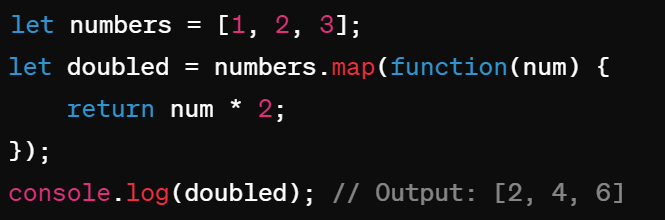 let numbers = [1, 2, 3];
let doubled = numbers.map(function(num) {
    return num * 2;
});
console.log(doubled); // Output: [2, 4, 6]